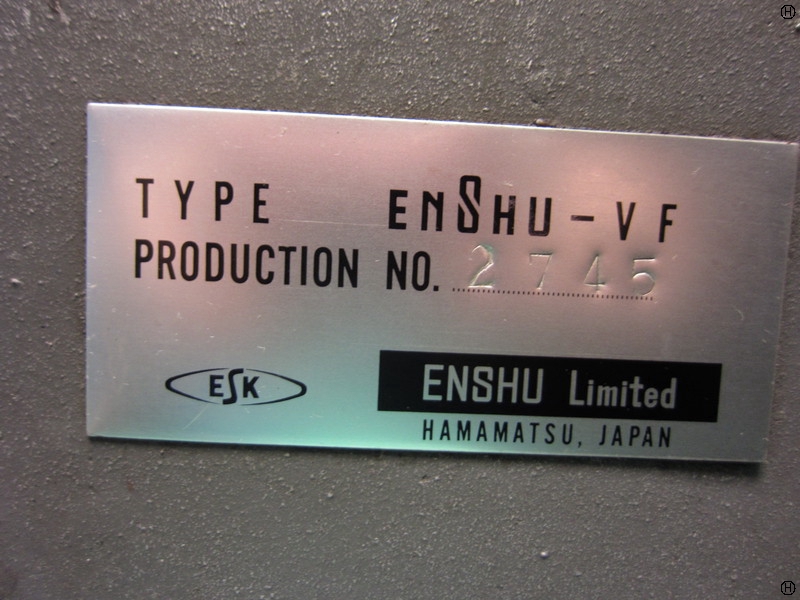 TYPE ENSHU-VF
PRODUCTION NO. 2745
ESK
ENSHU Limited
HAMAMATSU, JAPAN
H
H